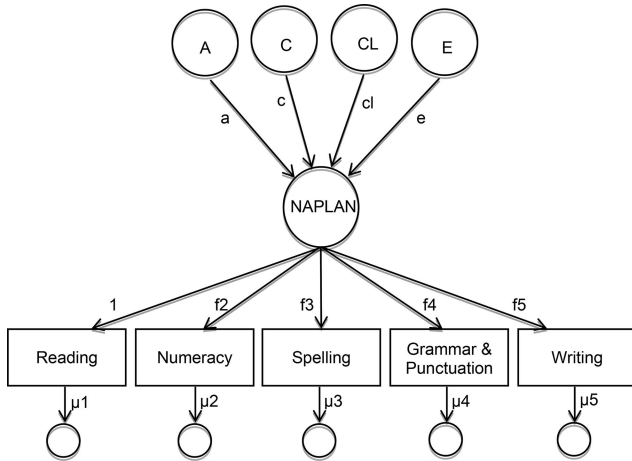 A
C
CL
E
a
c
cl
e
NAPLAN
1
f2
f3
f4
f5
Reading
Numeracy
Spelling
Grammar &
Punctuation
Writing
µ1
µ2
µ3
µ4
µ5